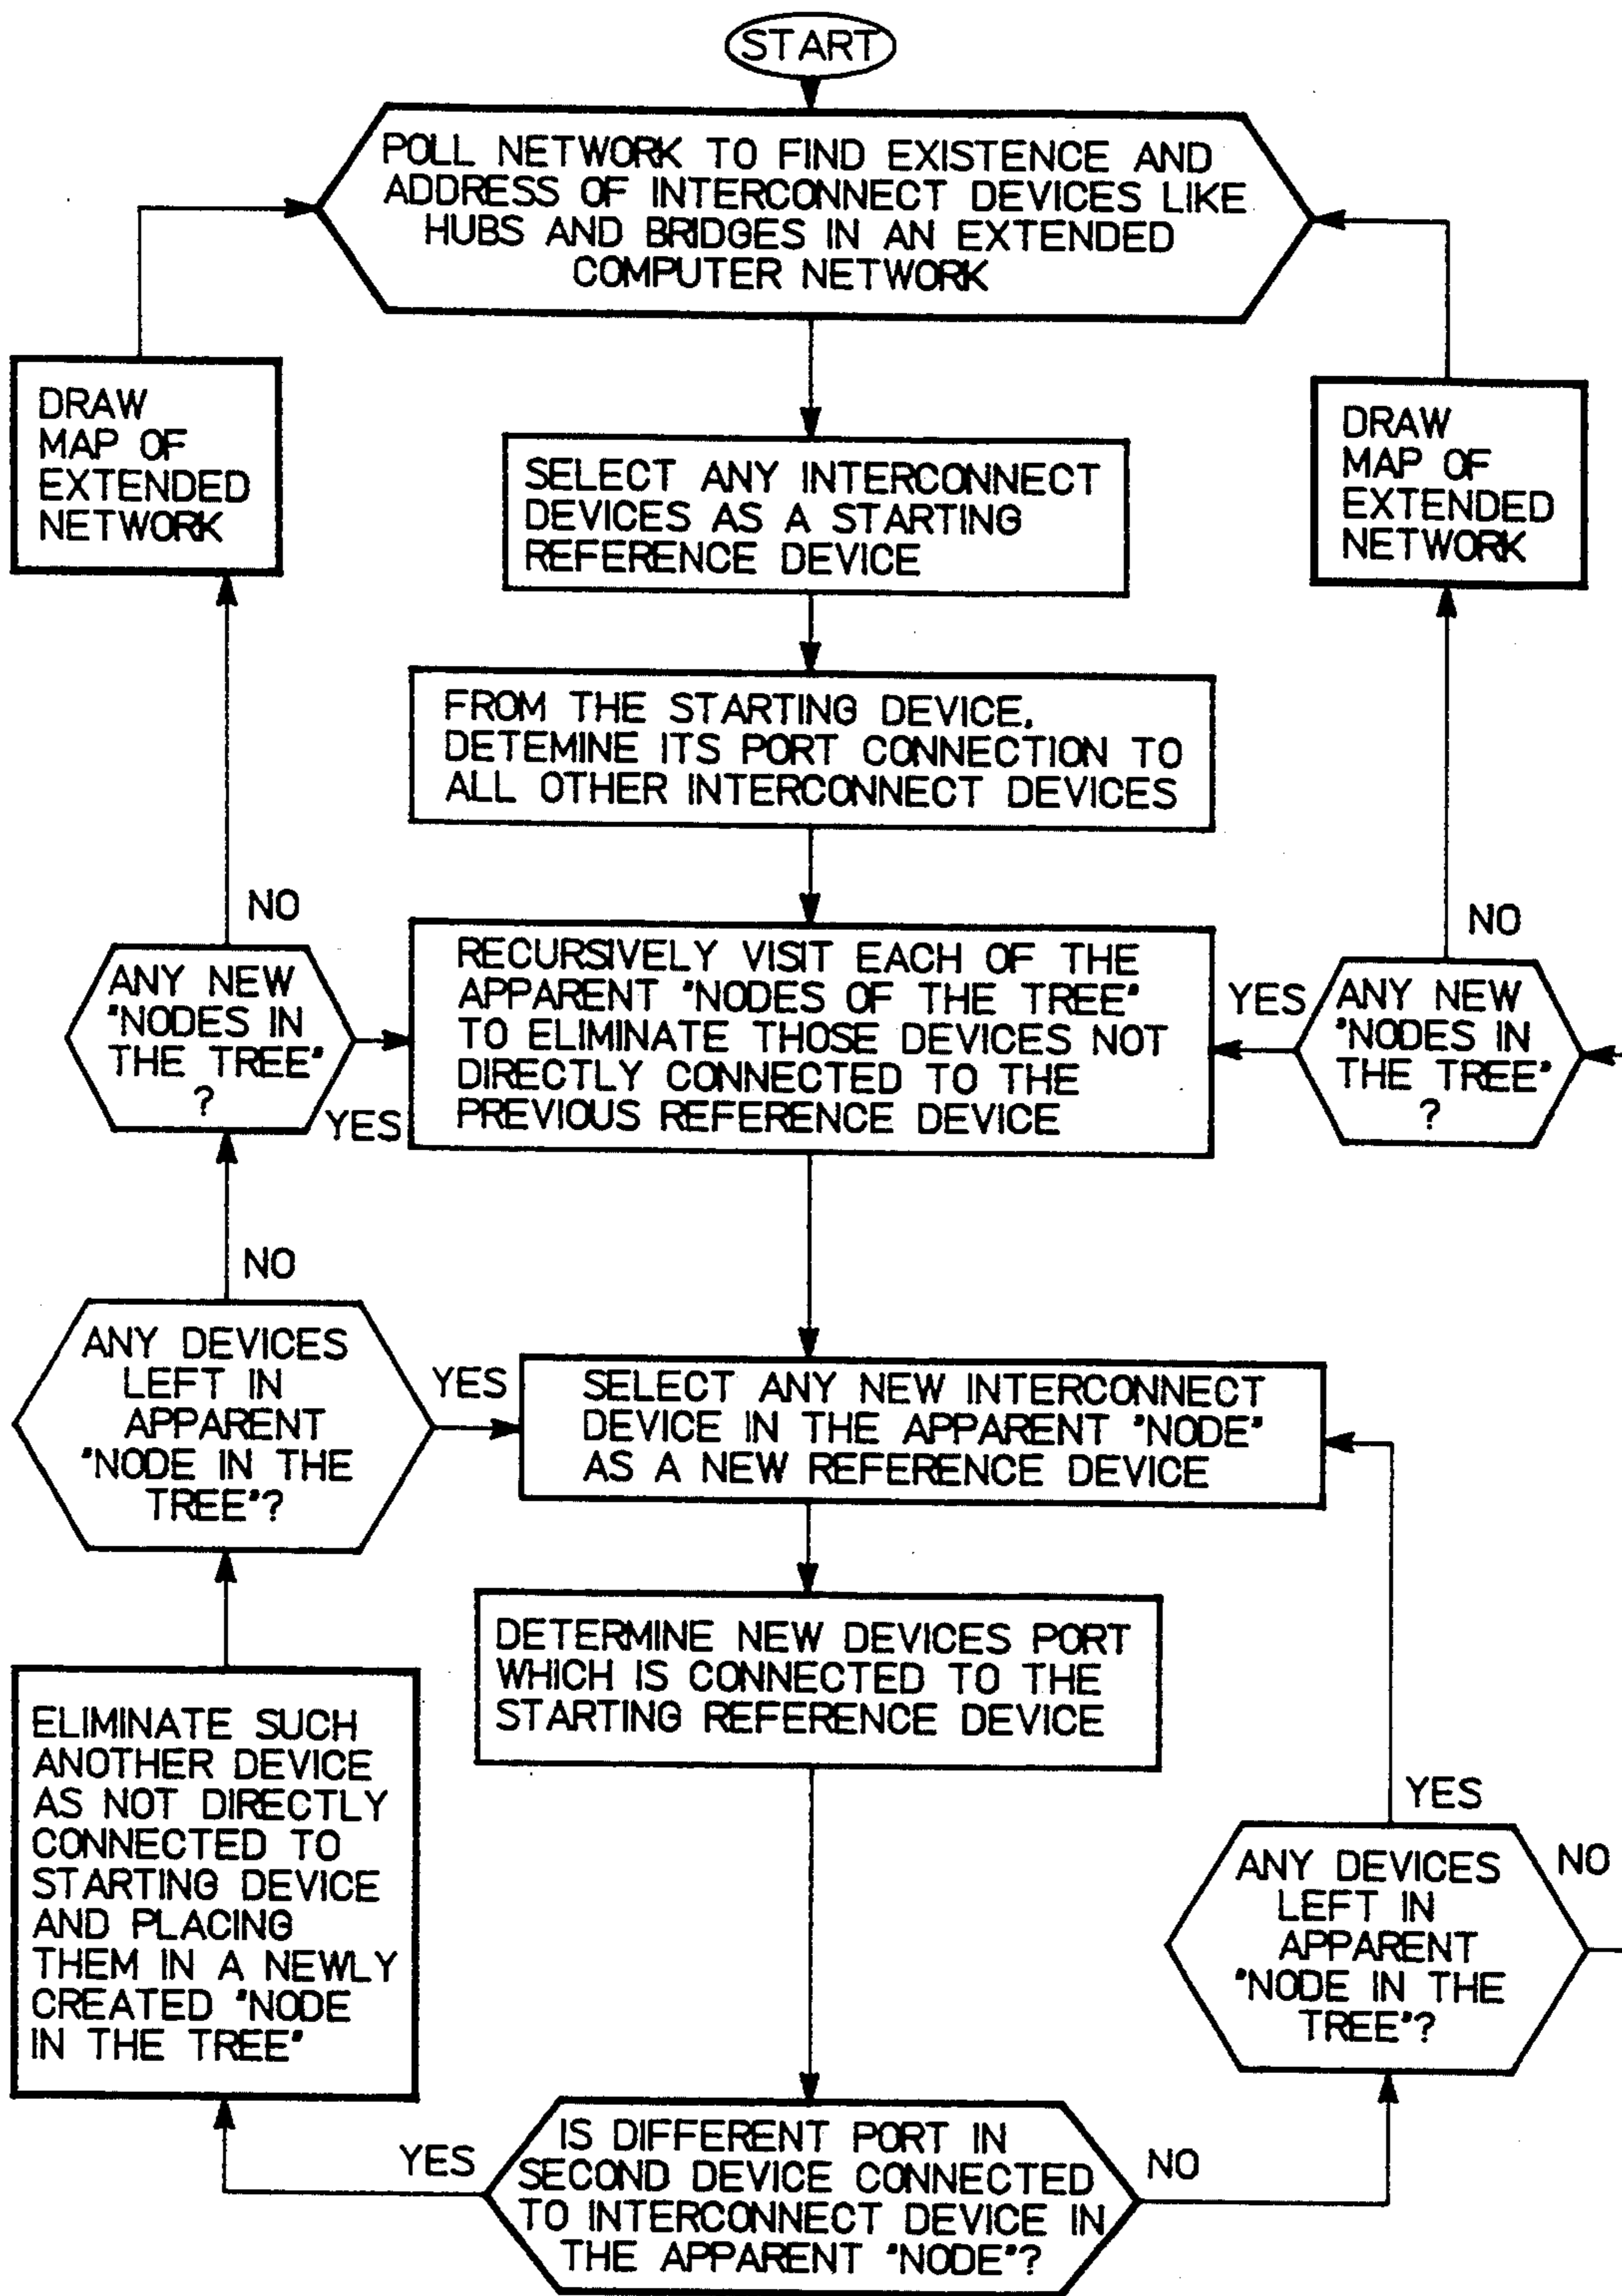 START
POLL NETWORK TO FIND EXISTENCE AND
ADDRESS OF INTERCONNECT DEVICES LIKE
HUBS AND BRIDGES IN AN EXTENDED
COMPUTER NETWORK
DRAW
MAP OF
EXTENDED
NETWORK
SELECT ANY INTERCONNECT
DEVICES AS A STARTING
REFERENCE DEVICE
DRAW
MAP OF
EXTENDED
NETWORK
FROM THE STARTING DEVICE,
DETEMINE ITS PORT CONNECTION TO
ALL OTHER INTERCONNECT DEVICES
NO
NO
ANY NEW
"NODES IN
THE TREE"
?
YES
RECURSIVELY VISIT EACH OF THE
APPARENT "NODES OF THE TREE"
TO ELIMINATE THOSE DEVICES NOT
DIRECTLY CONNECTED TO THE
PREVIOUS REFERENCE DEVICE
YES
ANY NEW
"NODES IN
THE TREE"
?
NO
ANY DEVICES
LEFT IN
APPARENT
"NODE IN THE
TREE"?
YES
SELECT ANY NEW INTERCONNECT
DEVICE IN THE APPARENT "NODE"
AS A NEW REFERENCE DEVICE
DETERMINE NEW DEVICES PORT
WHICH IS CONNECTED TO THE
STARTING REFERENCE DEVICE
ELIMINATE SUCH
ANOTHER DEVICE
AS NOT DIRECTLY
CONNECTED TO
STARTING DEVICE
AND PLACING
THEM IN A NEWLY
CREATED "NODE
IN THE TREE"
YES
ANY DEVICES
LEFT IN
APPARENT
"NODE IN THE
TREE"?
NO
YES
IS DIFFERENT PORT IN
SECOND DEVICE CONNECTED
TO INTERCONNECT DEVICE IN
THE APPARENT "NODE"?
NO